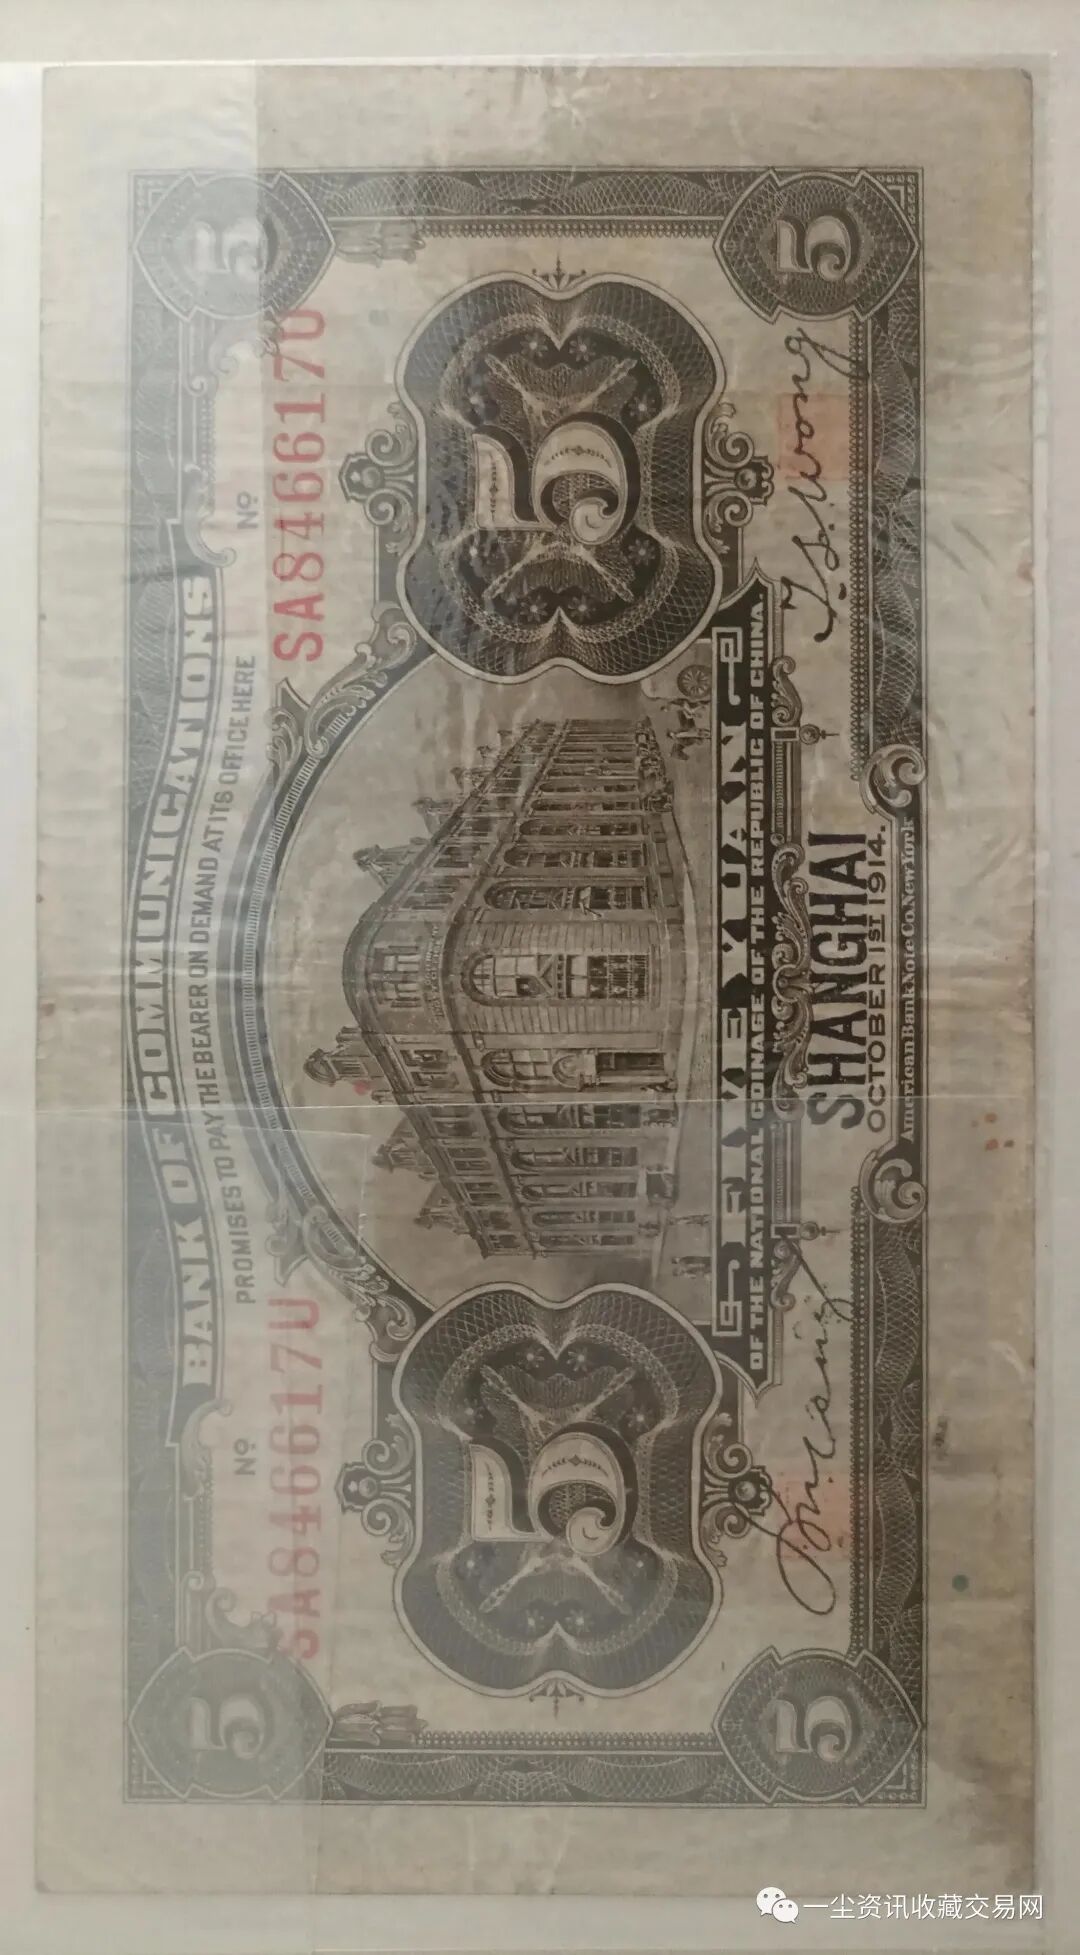 5
5
BANK OF COMMUNICATIONS
PROMISES TO PAY THE BEARER ON DEMAND AT ITS OFFICE HERE
Nº
Nº
SA846617U
SA846617U
5
5
FIVE YUAN
OF THE NATIONAL COINAGE OF THE REPUBLIC OF CHINA.
SHANGHAI
OCTOBER 1ST 1914.
T. S. Wong
5
5
American Bank Note Co. New York
一尘资讯收藏交易网